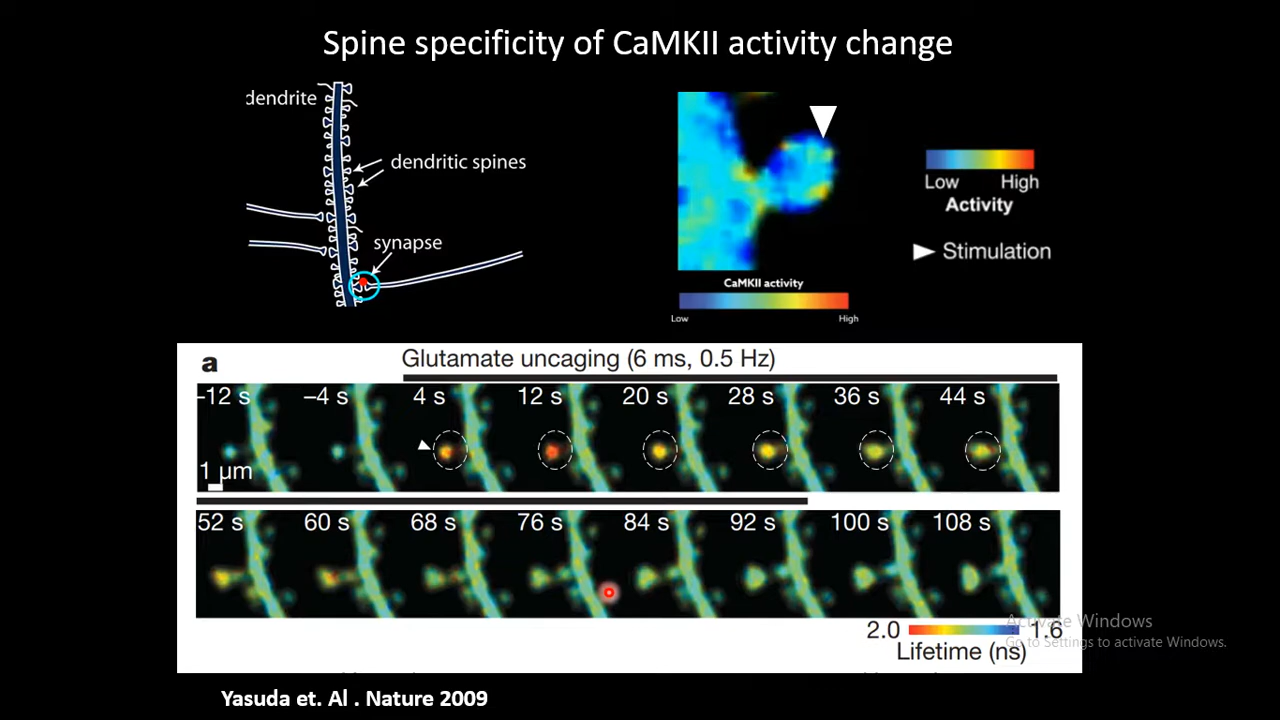 Spine specificity of CaMKII activity change
dendrite
dendritic spines
synapse
Low High
Activity
Stimulation
CaMKII activity
Low High
a
Glutamate uncaging (6 ms, 0.5 Hz)
-12 s –4 s 4 s 12 s 20 s 28 s 36 s 44 s
1 μm
52 s 60 s 68 s 76 s 84 s 92 s 100 s 108 s
2.0 1.6
Lifetime (ns)
Activate Windows
Go to Settings to activate Windows.
Yasuda et. Al . Nature 2009